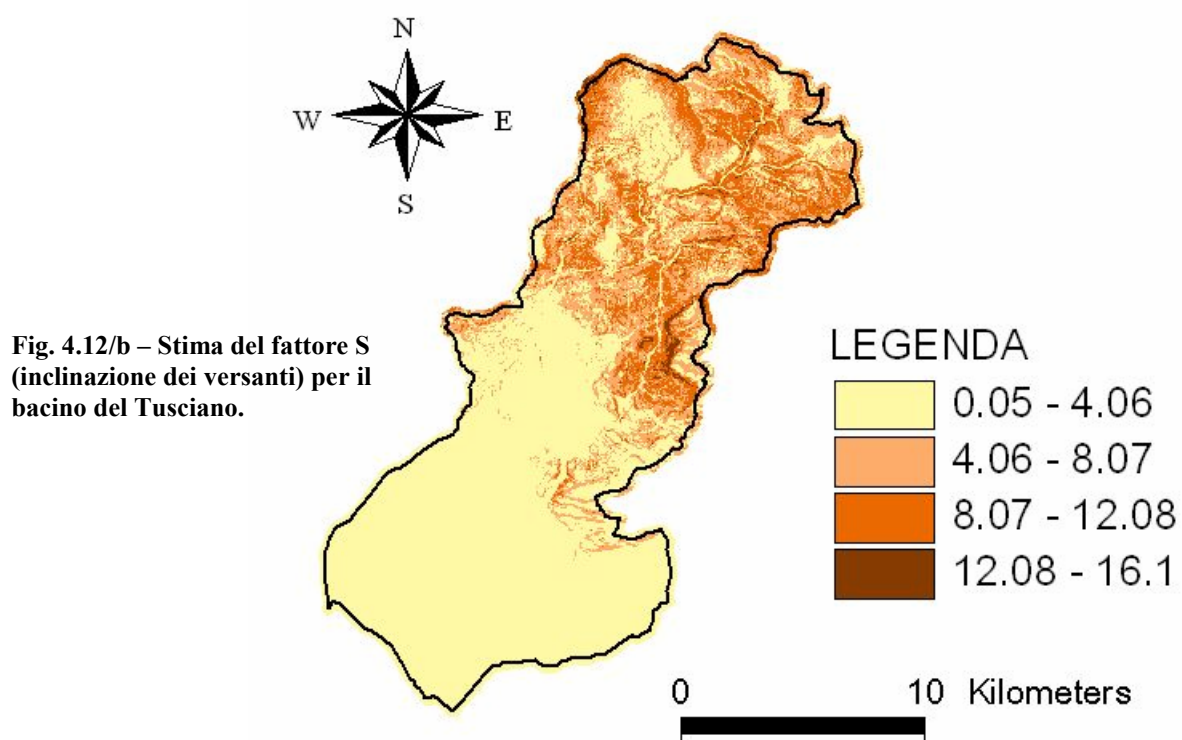 N
W E
S
Fig. 4.12/b – Stima del fattore S
(inclinazione dei versanti) per il
bacino del Tusciano.
LEGENDA
0.05 - 4.06
4.06 - 8.07
8.07 - 12.08
12.08 - 16.1
0 10 Kilometers